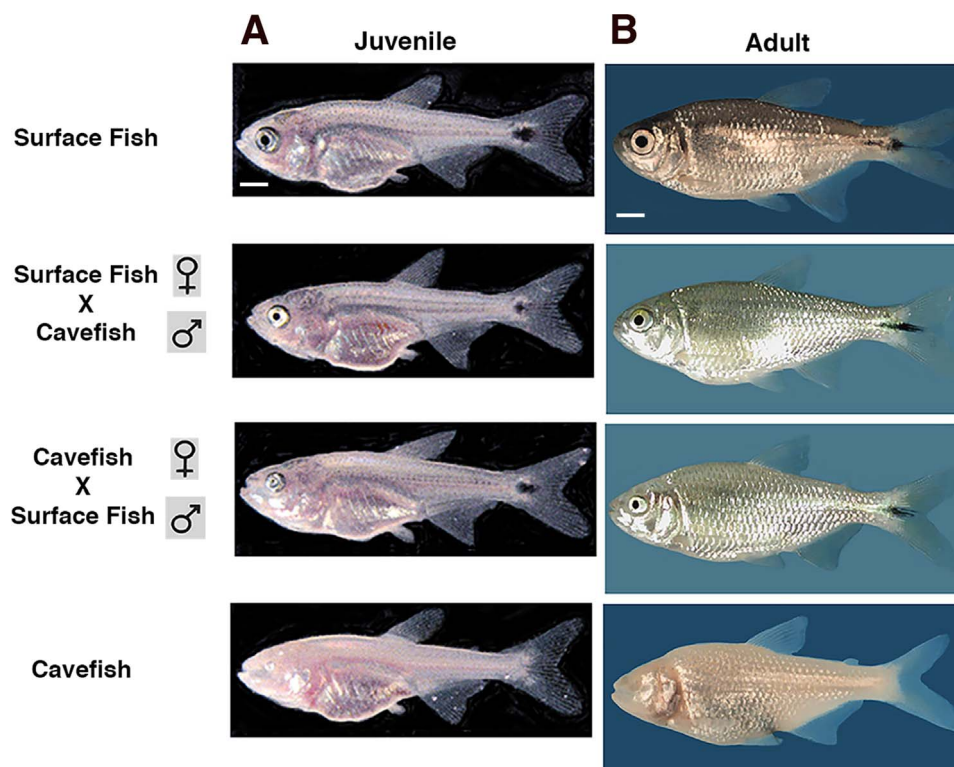 A
Juvenile
B
Adult
Surface Fish
Surface Fish ♀
X
Cavefish ♂
Cavefish ♀
X
Surface Fish ♂
Cavefish